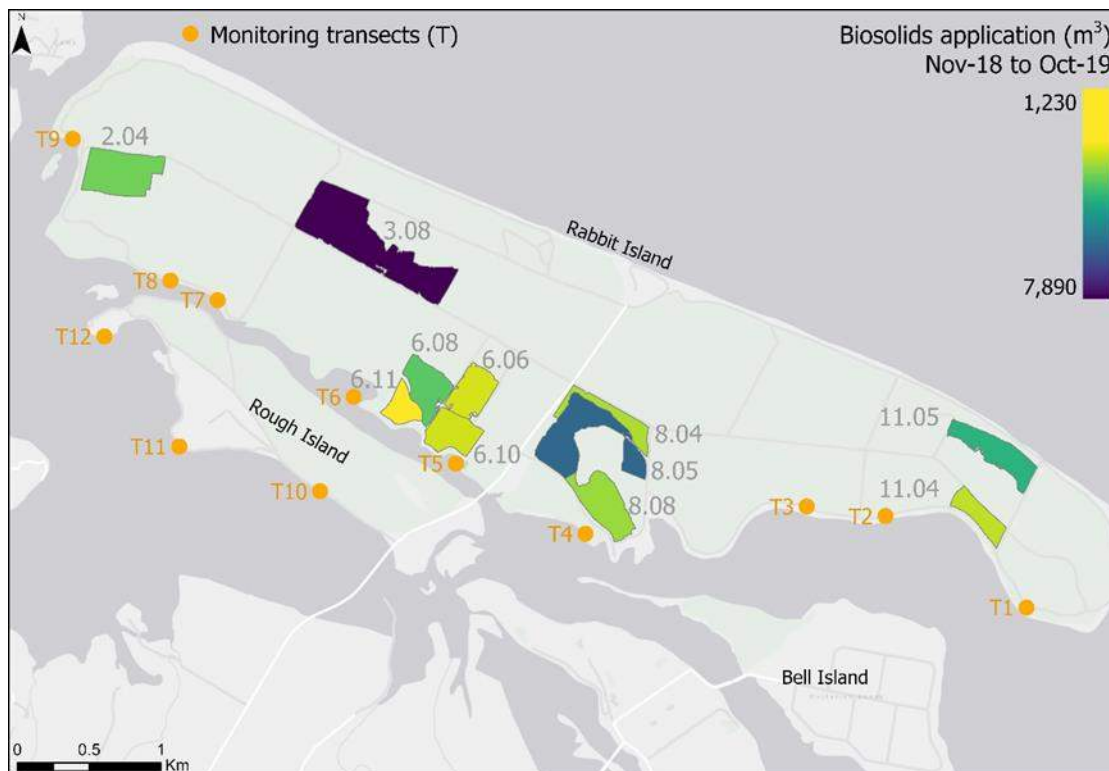 N
Monitoring transects (T)
Biosolids application (m³)
Nov-18 to Oct-19
1,230
7,890
T9
2.04
3.08
Rabbit Island
T8
T7
T12
6.08
6.06
6.11
T6
Rough Island
8.04
11.05
T11
T5
6.10
8.05
11.04
T10
8.08
T3
T2
T4
T1
Bell Island
0
0.5
1
Km